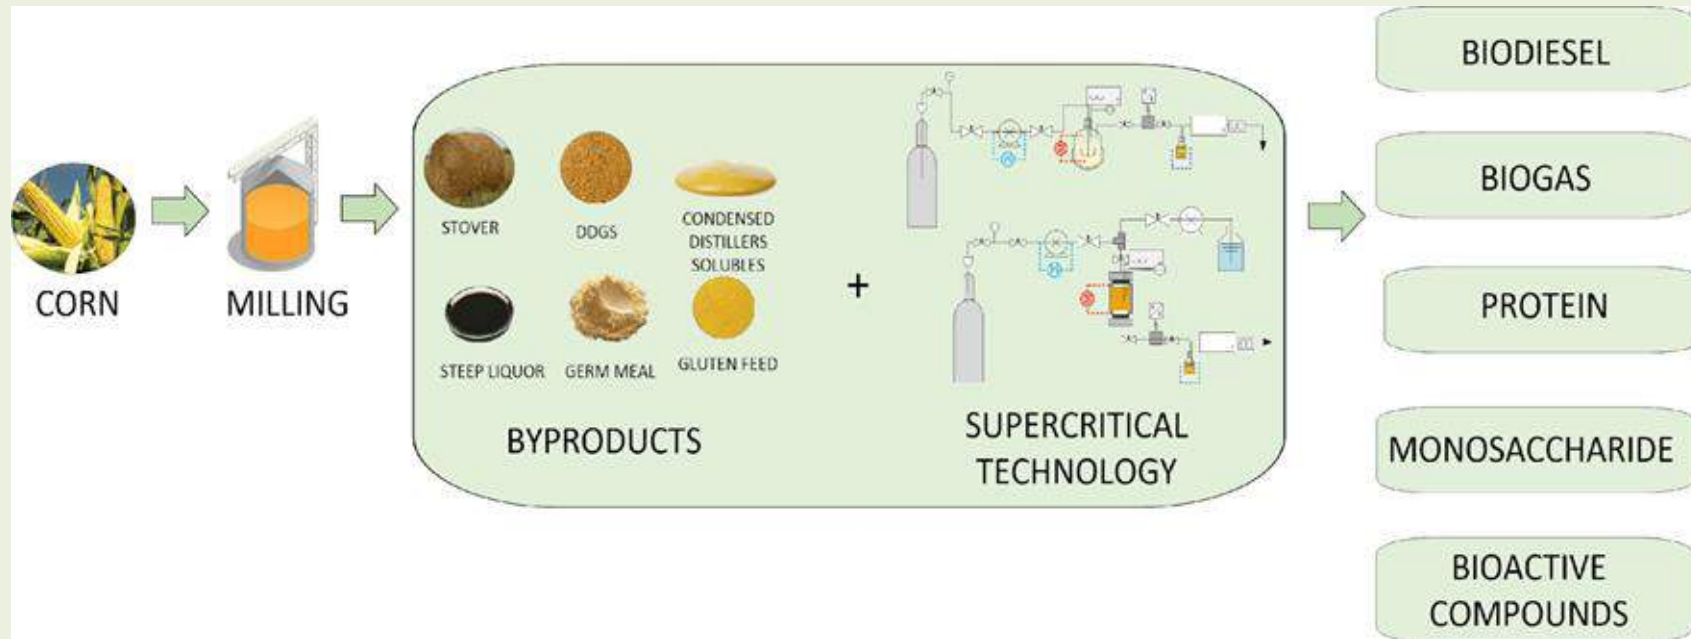 CORN
MILLING
STOVER
DDGS
CONDENSED
DISTILLERS
SOLUBLES
STEEP LIQUOR
GERM MEAL
GLUTEN FEED
BYPRODUCTS
+
SUPERCRITICAL
TECHNOLOGY
BIODIESEL
BIOGAS
PROTEIN
MONOSACCHARIDE
BIOACTIVE
COMPOUNDS